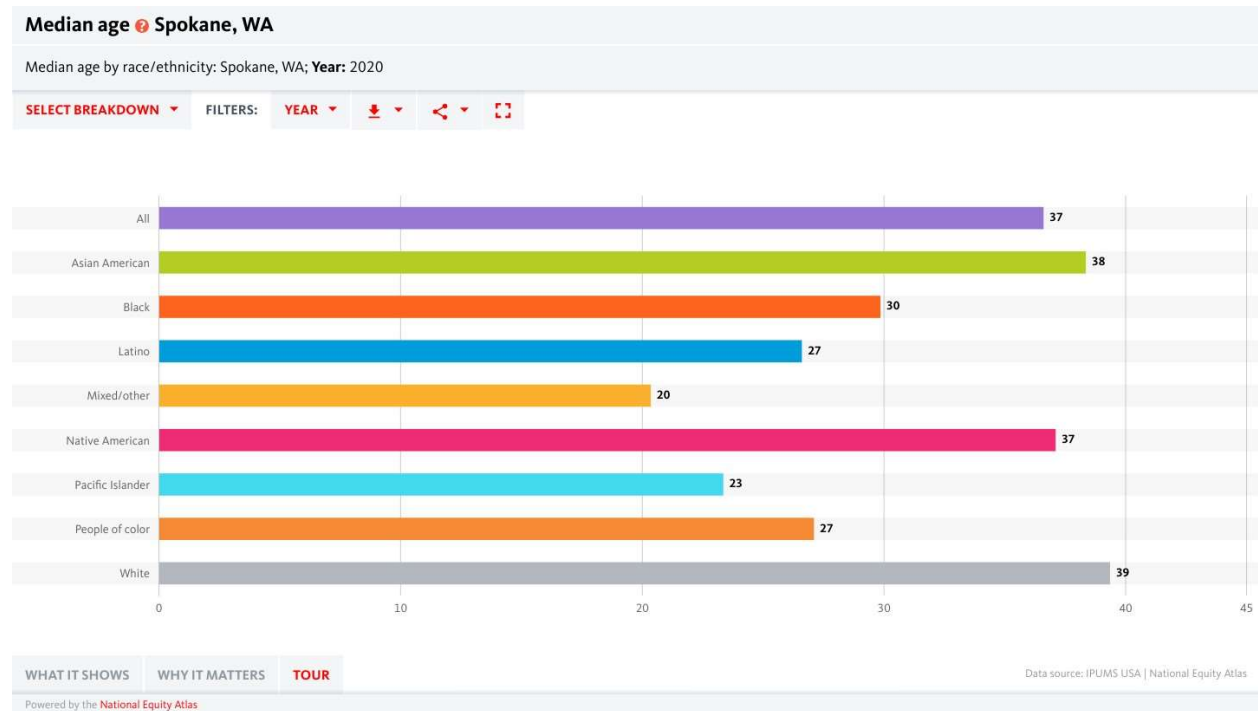 Median age ? Spokane, WA
Median age by race/ethnicity: Spokane, WA; Year: 2020
SELECT BREAKDOWN FILTERS: YEAR
All 37
Asian American 38
Black 30
Latino 27
Mixed/other 20
Native American 37
Pacific Islander 23
People of color 27
White 39
0 10 20 30 40 45
WHAT IT SHOWS WHY IT MATTERS TOUR Data source: IPUMS USA | National Equity Atlas
Powered by the National Equity Atlas